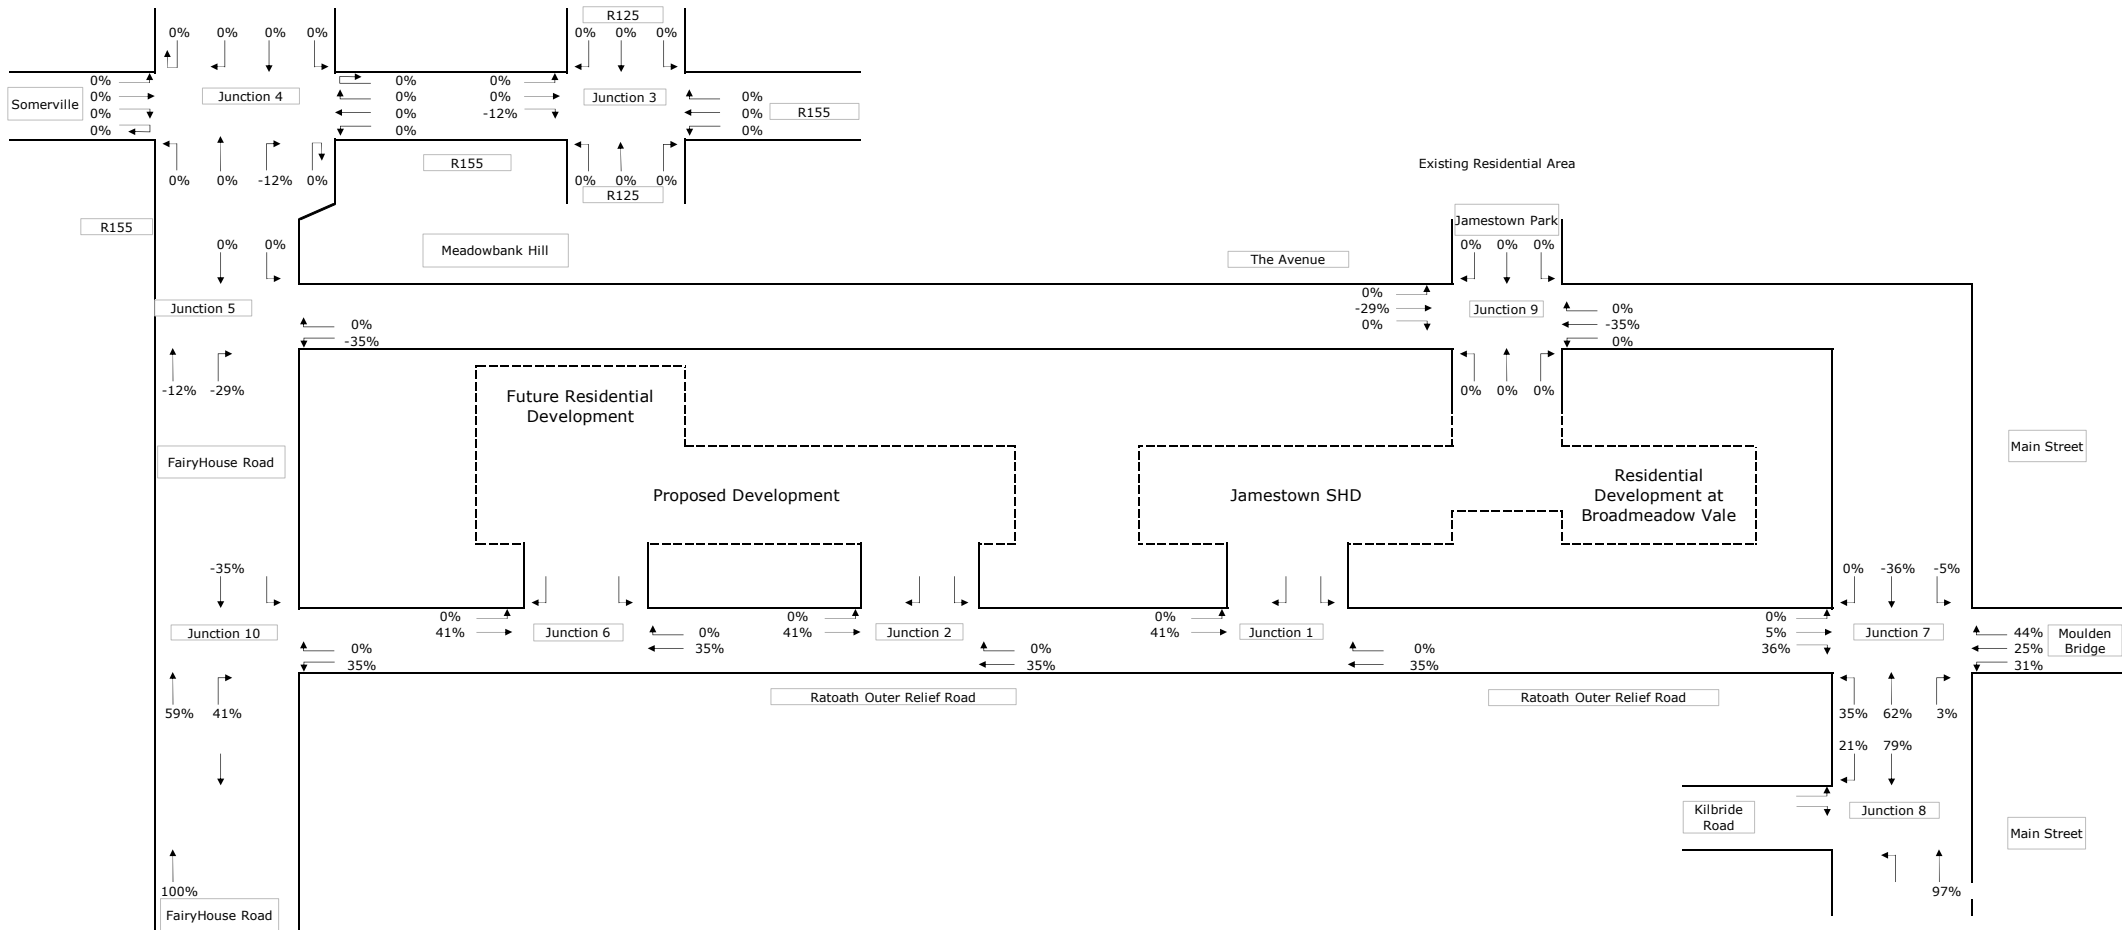 R125
0% 0% 0% 0%
0% 0% 0%
0%
0%
0%
0%
Somerville
Junction 4
0%
0%
0%
0%
0%
0%
-12%
Junction 3
0%
0%
0%
R155
0% 0% -12% 0%
R155
0% 0% 0%
R125
R155
Meadowbank Hill
0% 0%
Junction 5
0%
-35%
-12% -29%
Existing Residential Area
Jamestown Park
The Avenue
0% 0% 0%
0%
-29%
0%
Junction 9
0%
-35%
0%
0% 0% 0%
Future Residential
Development
FairyHouse Road
Main Street
Proposed Development
Jamestown SHD
Residential
Development at
Broadmeadow Vale
-35%
Junction 10
0%
35%
59% 41%
0%
41%
Junction 6
0%
35%
0%
41%
Junction 2
0%
35%
0%
41%
Junction 1
0%
35%
0% -36% -5%
0%
5%
36%
Junction 7
44%
25%
31%
Moulden
Bridge
35% 62% 3%
Ratoath Outer Relief Road
Ratoath Outer Relief Road
21% 79%
Kilbride
Road
Junction 8
Main Street
100%
97%
FairyHouse Road